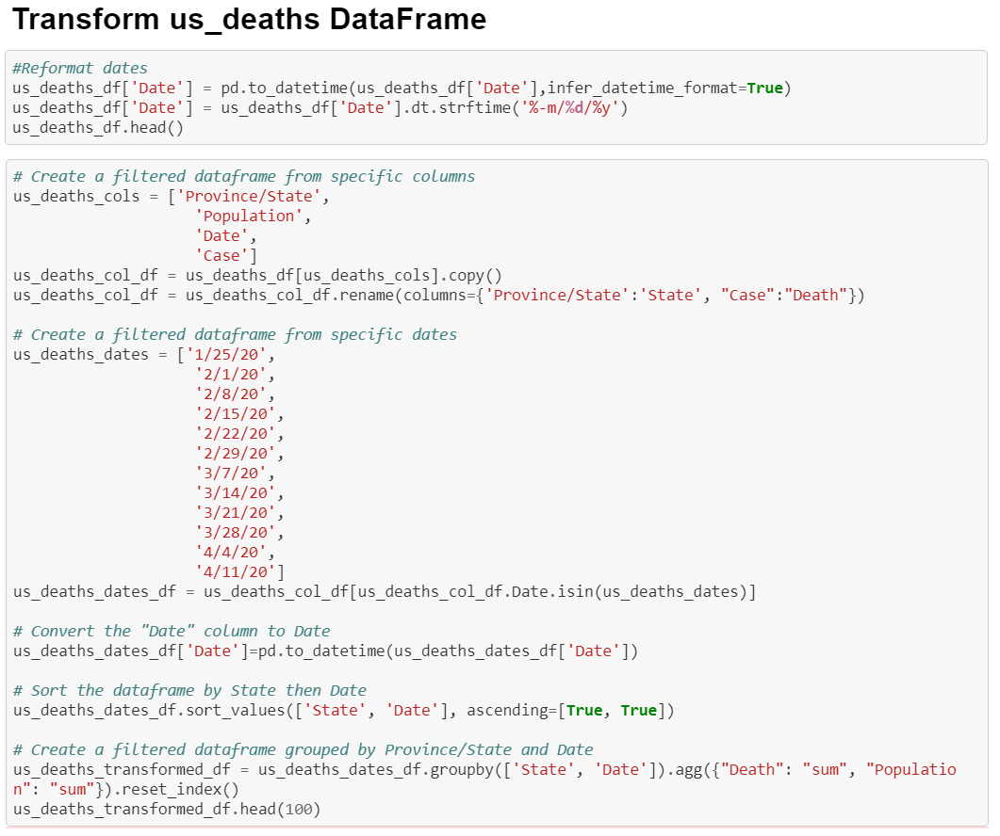 Transform us_deaths DataFrame
#Reformat dates
us_deaths_df['Date'] = pd.to_datetime(us_deaths_df['Date'],infer_datetime_format=True)
us_deaths_df['Date'] = us_deaths_df['Date'].dt.strftime('%-m/%d/%y')
us_deaths_df.head()
# Create a filtered dataframe from specific columns
us_deaths_cols = ['Province/State',
                    'Population',
                    'Date',
                    'Case']
us_deaths_col_df = us_deaths_df[us_deaths_cols].copy()
us_deaths_col_df = us_deaths_col_df.rename(columns={'Province/State':'State', "Case":"Death"})
# Create a filtered dataframe from specific dates
us_deaths_dates = ['1/25/20',
                    '2/1/20',
                    '2/8/20',
                    '2/15/20',
                    '2/22/20',
                    '2/29/20',
                    '3/7/20',
                    '3/14/20',
                    '3/21/20',
                    '3/28/20',
                    '4/4/20',
                    '4/11/20']
us_deaths_dates_df = us_deaths_col_df[us_deaths_col_df.Date.isin(us_deaths_dates)]
# Convert the "Date" column to Date
us_deaths_dates_df['Date']=pd.to_datetime(us_deaths_dates_df['Date'])
# Sort the dataframe by State then Date
us_deaths_dates_df.sort_values(['State', 'Date'], ascending=[True, True])
# Create a filtered dataframe grouped by Province/State and Date
us_deaths_transformed_df = us_deaths_dates_df.groupby(['State', 'Date']).agg({"Death": "sum", "Populatio
n": "sum"}).reset_index()
us_deaths_transformed_df.head(100)